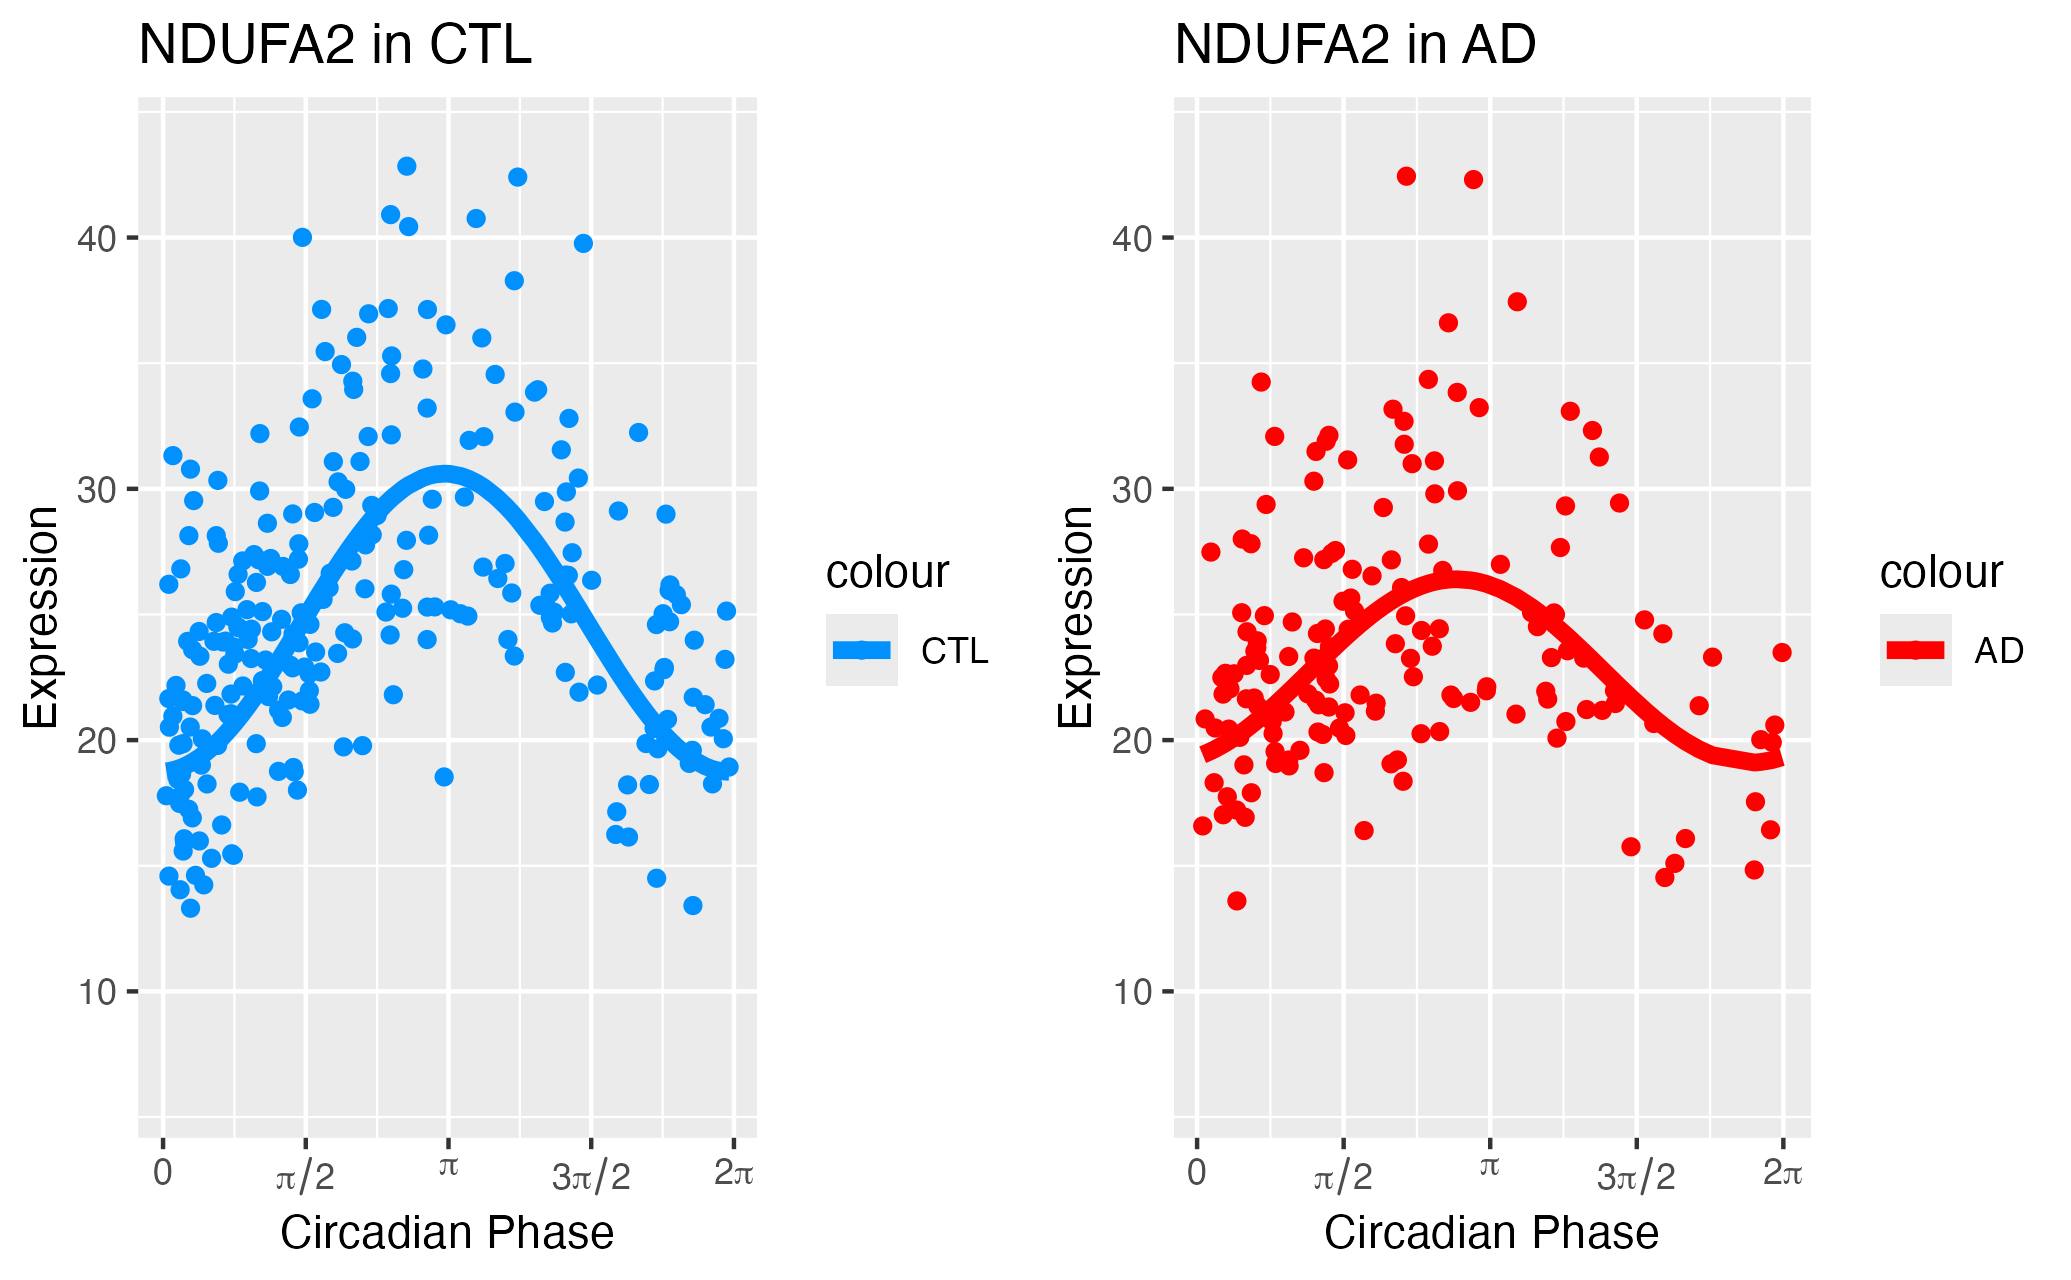 NDUFA2 in CTL
Expression
40
30
20
10
0
π/2
π
3π/2
2π
Circadian Phase
colour
CTL
NDUFA2 in AD
Expression
40
30
20
10
0
π/2
π
3π/2
2π
Circadian Phase
colour
AD